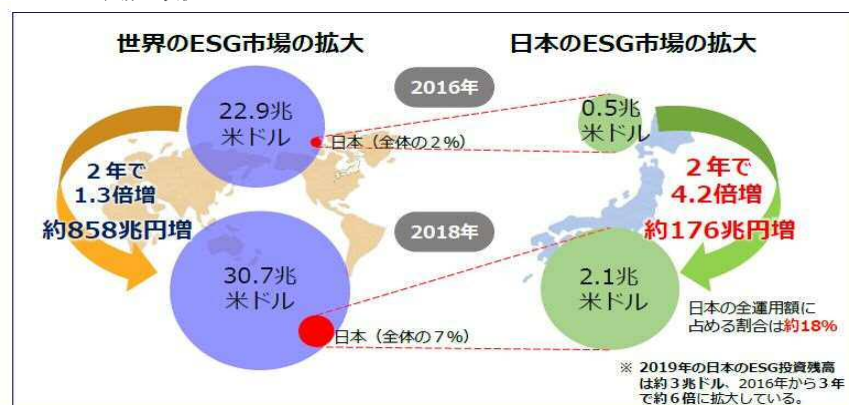 世界のESG市場の拡大
日本のESG市場の拡大
2016年
22.9兆
米ドル
日本（全体の２%）
0.5兆
米ドル
２年で
1.3倍増
約858兆円増
２年で
4.2倍増
約176兆円増
2018年
30.7兆
米ドル
日本（全体の７%）
2.1兆
米ドル
日本の全運用額に
占める割合は約18%
※ 2019年の日本のESG投資残高
は約３兆ドル、2016年から３年
で約６倍に拡大している。